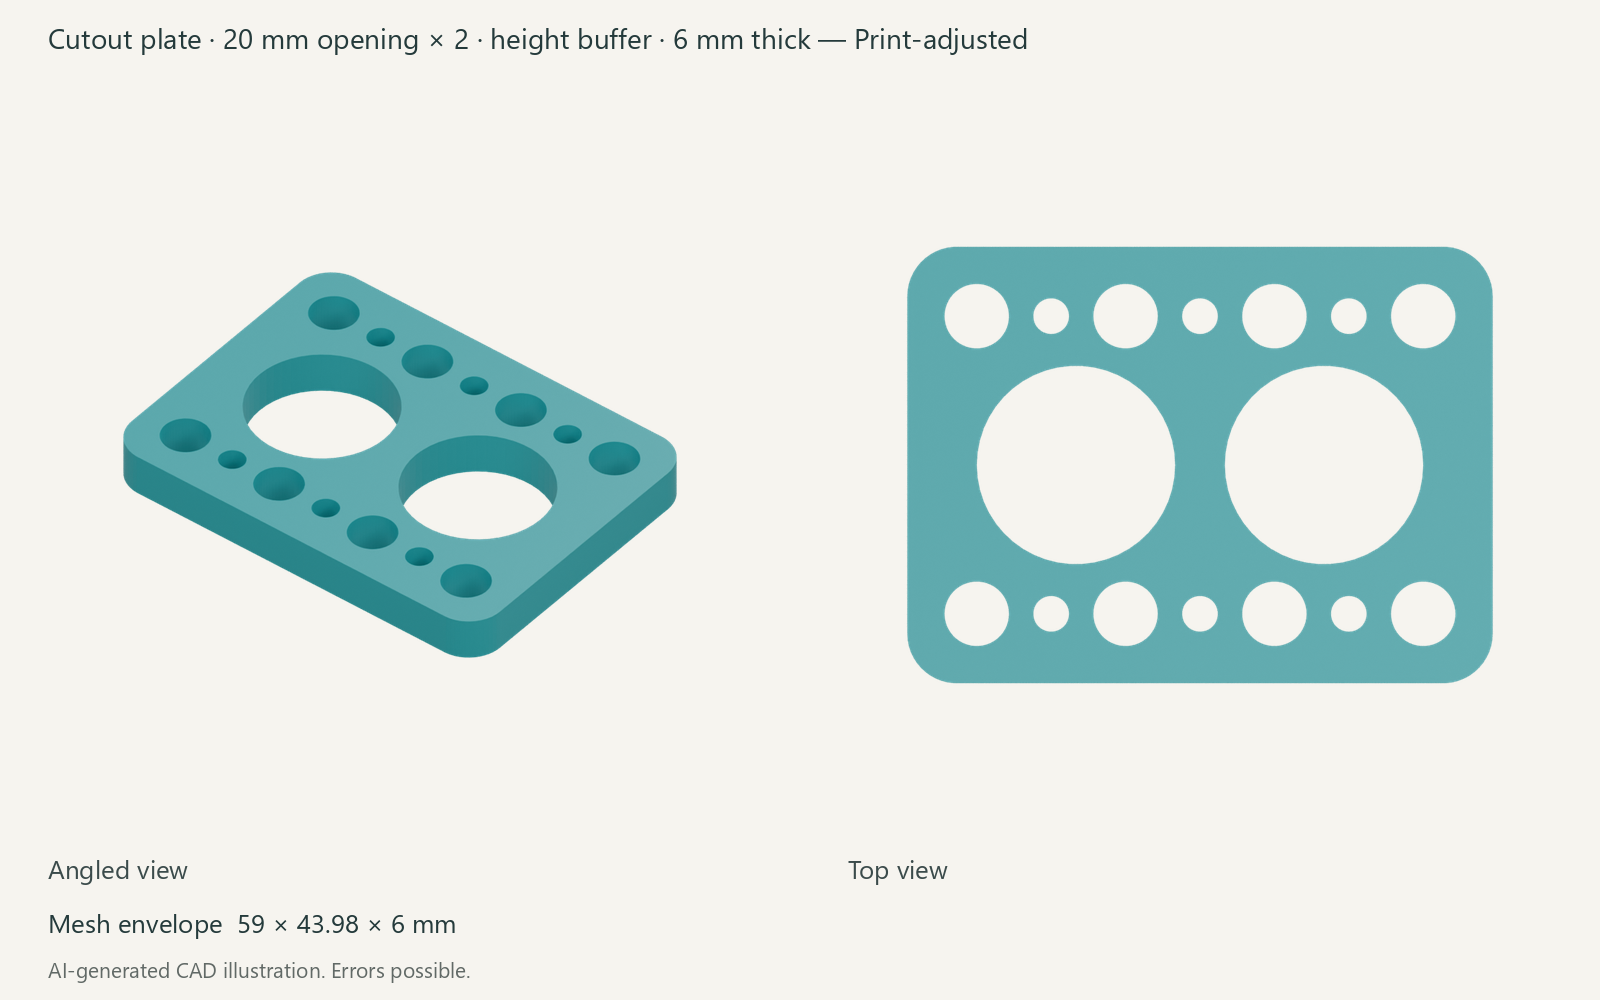 Cutout plate · 20 mm opening × 2 · height buffer · 6 mm thick — Print-adjusted
Angled view
Top view
Mesh envelope 59 × 43.98 × 6 mm
AI-generated CAD illustration. Errors possible.